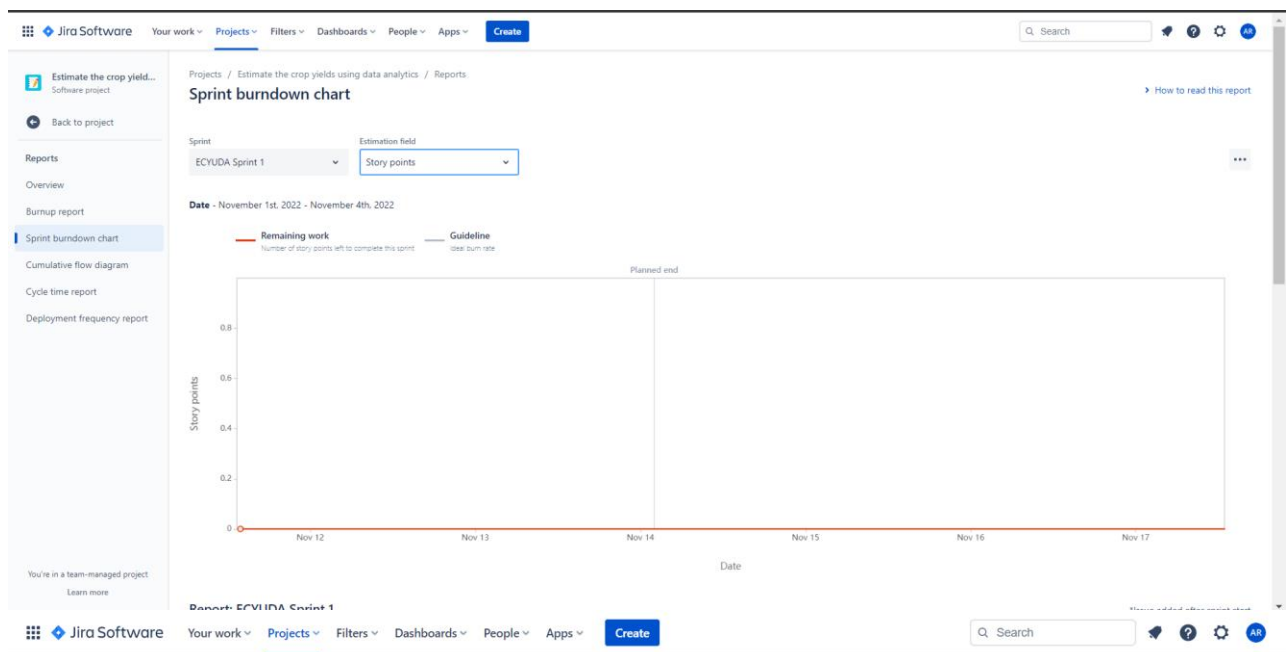 Jira Software Your work Projects Filters Dashboards People Apps Create Search AR
Estimate the crop yield...
Software project
Back to project
Reports
Overview
Burnup report
Sprint burndown chart
Cumulative flow diagram
Cycle time report
Deployment frequency report
You're in a team-managed project
Learn more
Projects / Estimate the crop yields using data analytics / Reports
Sprint burndown chart
How to read this report
Sprint Estimation field
ECYUDA Sprint 1 Story points
Date - November 1st, 2022 - November 4th, 2022
Remaining work Guideline
Number of story points left to complete this sprint Ideal burn rate
Planned end
0.8
0.6
0.4
0.2
0
Story points
Nov 12 Nov 13 Nov 14 Nov 15 Nov 16 Nov 17
Date
Report: ECYUDA Sprint 1
Jira Software Your work Projects Filters Dashboards People Apps Create Search AR